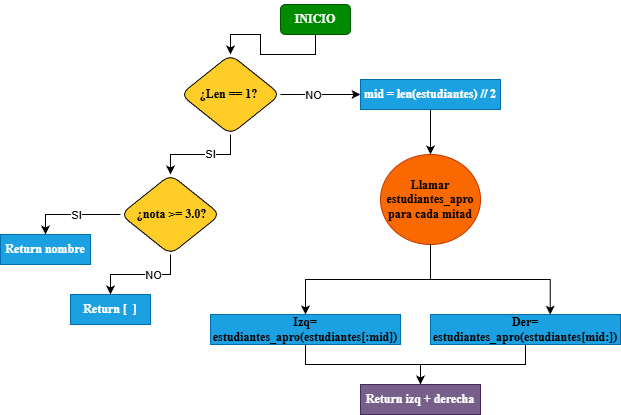 INICIO
¿Len == 1?
NO
mid = len(estudiantes) // 2
SI
Llamar
estudiantes_apro
para cada mitad
¿nota >= 3.0?
SI
Return nombre
NO
Return [ ]
Izq=
estudiantes_apro(estudiantes[:mid])
Der=
estudiantes_apro(estudiantes[mid:])
Return izq + derecha